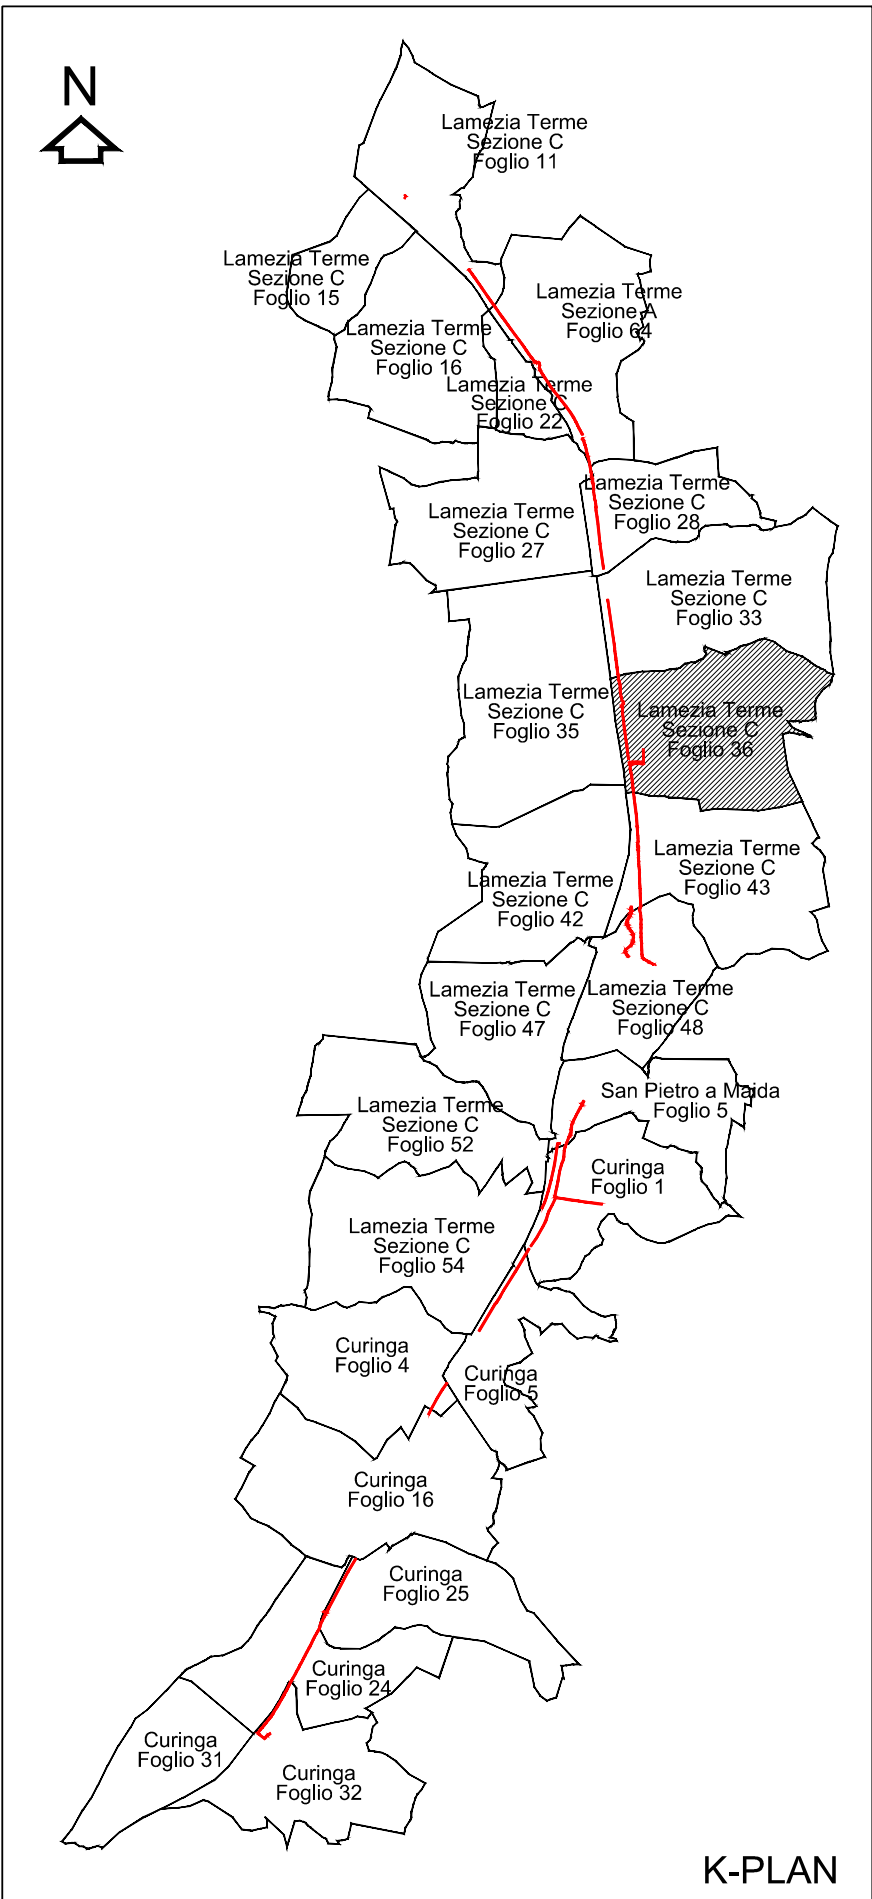 N
Lamezia Terme
Sezione C
Foglio 11
Lamezia Terme
Sezione C
Foglio 15
Lamezia Terme
Sezione A
Foglio 64
Lamezia Terme
Sezione C
Foglio 16
Lamezia Terme
Sezione C
Foglio 22
Lamezia Terme
Sezione C
Foglio 28
Lamezia Terme
Sezione C
Foglio 27
Lamezia Terme
Sezione C
Foglio 33
Lamezia Terme
Sezione C
Foglio 35
Lamezia Terme
Sezione C
Foglio 36
Lamezia Terme
Sezione C
Foglio 43
Lamezia Terme
Sezione C
Foglio 42
Lamezia Terme
Sezione C
Foglio 47
Lamezia Terme
Sezione C
Foglio 48
San Pietro a Maida
Foglio 5
Lamezia Terme
Sezione C
Foglio 52
Curinga
Foglio 1
Lamezia Terme
Sezione C
Foglio 54
Curinga
Foglio 4
Curinga
Foglio 5
Curinga
Foglio 16
Curinga
Foglio 25
Curinga
Foglio 24
Curinga
Foglio 31
Curinga
Foglio 32
K-PLAN